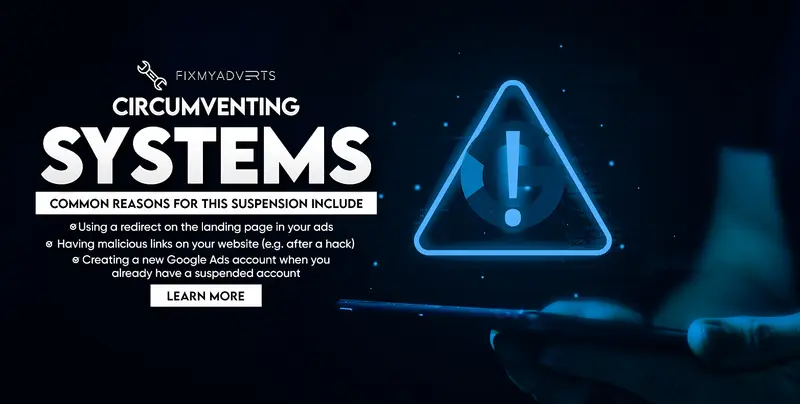 FIXMYADVERTS
CIRCUMVENTING
SYSTEMS
COMMON REASONS FOR THIS SUSPENSION INCLUDE
Using a redirect on the landing page in your ads
Having malicious links on your website (e.g. after a hack)
Creating a new Google Ads account when you
already have a suspended account
LEARN MORE
!